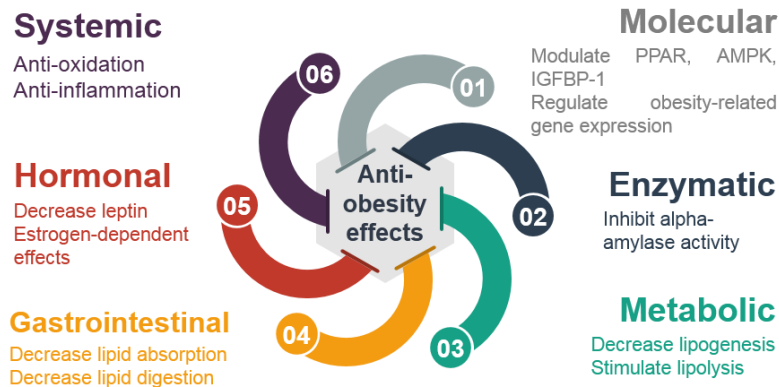 Systemic
Anti-oxidation
Anti-inflammation
Molecular
Modulate PPAR, AMPK,
IGFBP-1
Regulate obesity-related
gene expression
06
01
Hormonal
Decrease leptin
Estrogen-dependent
effects
05
Anti-
obesity
effects
02
Enzymatic
Inhibit alpha-
amylase activity
Gastrointestinal
Decrease lipid absorption
Decrease lipid digestion
04
03
Metabolic
Decrease lipogenesis
Stimulate lipolysis